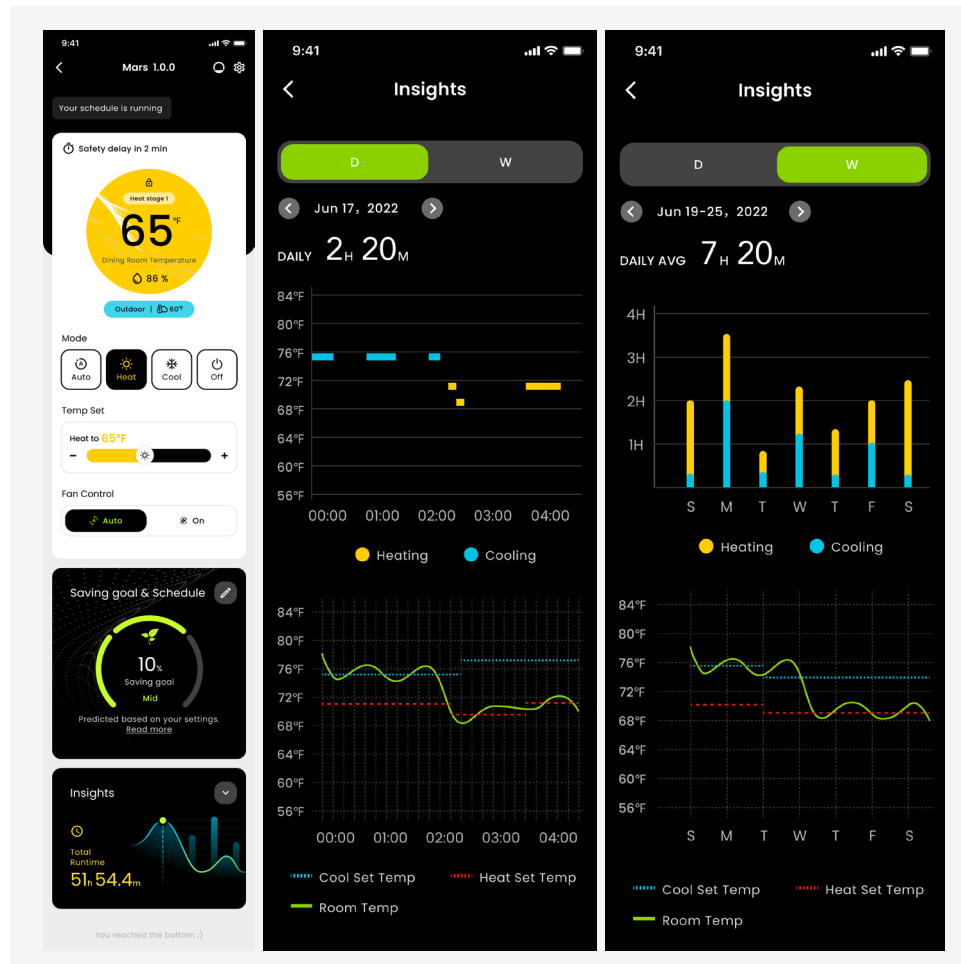 9:41
Mars 1.0.0
Your schedule is running
Safety delay in 2 min
Heat stage 1
65°F
Dining Room Temperature
86 %
Outdoor | 60°F
Mode
Auto Heat Cool Off
Temp Set
Heat to 65°F
− +
Fan Control
Auto On
Saving goal & Schedule
10%
Saving goal
Mid
Predicted based on your settings.
Read more
Insights
Total
Runtime
51h 54.4m
You reached the bottom ;)
9:41
Insights
D W
Jun 17, 2022
DAILY 2H 20M
84°F
80°F
76°F
72°F
68°F
64°F
60°F
56°F
00:00 01:00 02:00 03:00 04:00
Heating Cooling
84°F
80°F
76°F
72°F
68°F
64°F
60°F
56°F
00:00 01:00 02:00 03:00 04:00
Cool Set Temp Heat Set Temp
Room Temp
9:41
Insights
D W
Jun 19-25, 2022
DAILY AVG 7H 20M
4H
3H
2H
1H
S M T W T F S
Heating Cooling
84°F
80°F
76°F
72°F
68°F
64°F
60°F
56°F
S M T W T F S
Cool Set Temp Heat Set Temp
Room Temp